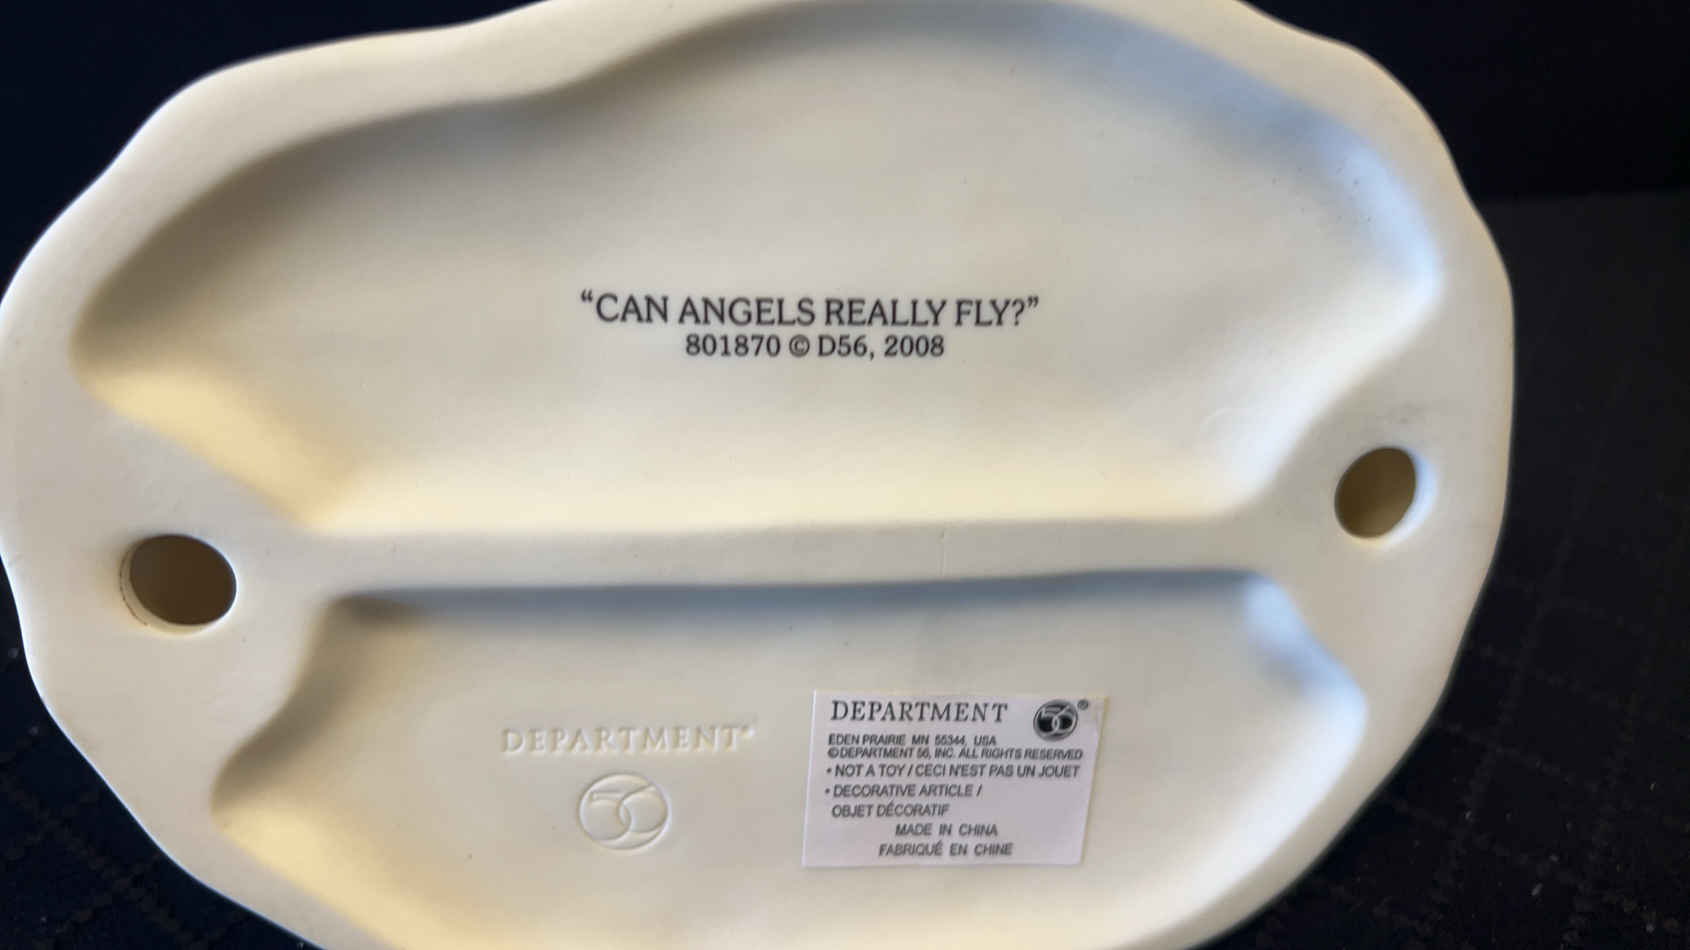 “CAN ANGELS REALLY FLY?”
801870 © D56, 2008
DEPARTMENT®
56
DEPARTMENT 56®
EDEN PRAIRIE MN 55344, USA
©DEPARTMENT 56, INC. ALL RIGHTS RESERVED
• NOT A TOY / CECI N'EST PAS UN JOUET
• DECORATIVE ARTICLE /
OBJET DÉCORATIF
MADE IN CHINA
FABRIQUÉ EN CHINE